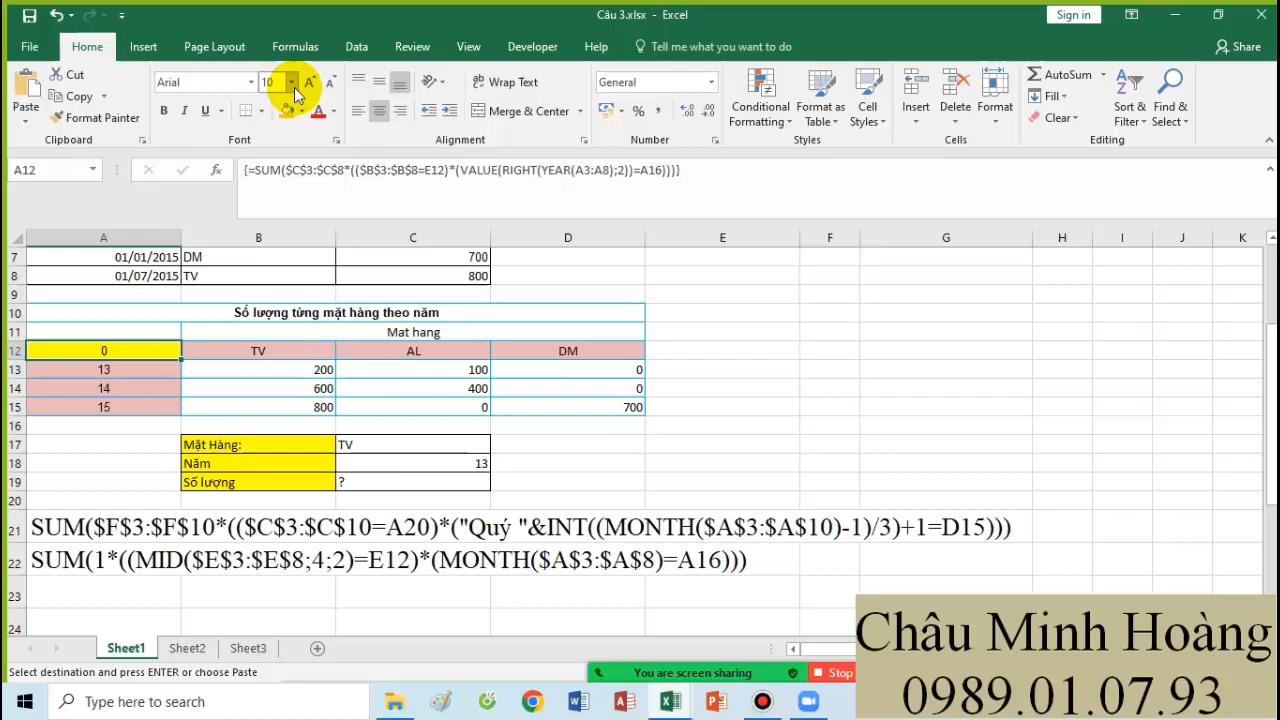 Câu 3.xlsx - Excel
Sign in
File Home Insert Page Layout Formulas Data Review View Developer Help Tell me what you want to do Share
Cut
Copy
Format Painter
Paste
Clipboard
Arial 10
B I U
Font
Wrap Text
Merge & Center
Alignment
General
Number
Conditional Formatting
Format as Table
Cell Styles
Styles
Insert Delete Format
Cells
AutoSum
Fill
Clear
Sort & Filter
Find & Select
Editing
A12 fx {=SUM($C$3:$C$8*(($B$3:$B$8=E12)*(VALUE(RIGHT(YEAR(A3:A8);2))=A16)))}
A B C D E F G H I J K
7 01/01/2015 DM 700
8 01/07/2015 TV 800
9
10 Số lượng từng mặt hàng theo năm
11 Mat hang
12 0 TV AL DM
13 13 200 100 0
14 14 600 400 0
15 15 800 0 700
16
17 Mặt Hàng: TV
18 Năm 13
19 Số lượng ?
20
21 SUM($F$3:$F$10*(($C$3:$C$10=A20)*("Quý "&INT((MONTH($A$3:$A$10)-1)/3)+1=D15)))
22 SUM(1*((MID($E$3:$E$8;4;2)=E12)*(MONTH($A$3:$A$8)=A16)))
23
24
Châu Minh Hoàng
0989.01.07.93
Sheet1 Sheet2 Sheet3
Select destination and press ENTER or choose Paste
You are screen sharing Stop
Type here to search